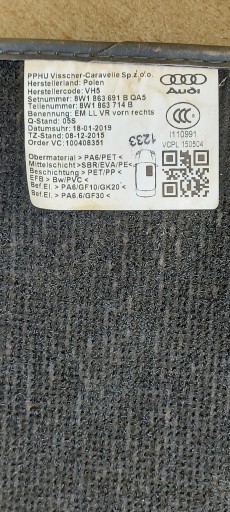 PPHU Visscher-Caravelle Sp.z.o.o.
Herstellerland: Polen
Herstellercode: VH5
Setnummer: 8W1 863 691 B QA5
Teilenummer: 8W1 863 714 B
Benennung: EM LL VR vorn rechts
Q-Stand: 05S
Datumsuhr: 18-01-2019
TZ-Stand: 08-12-2015
Order VC: 100408351
Audi
CCC
I110991
VCPL 150504
1233
Obermaterial > PA6/PET <
Mittelschicht >SBR/EVA/PE<
Beschichtung > PET/PP <
EFB > Bw/PVC <
Bef.El > PA6/GF10/GK20 <
Bef.El. > PA6.6/GF30 <